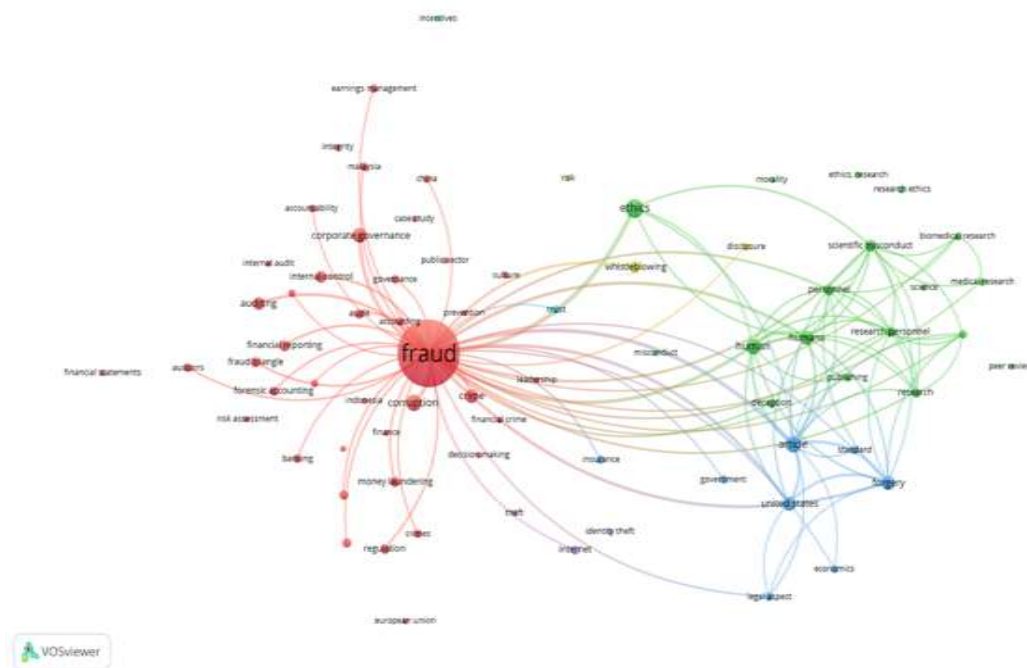 incentives
earnings management
integrity
malaysia
china
risk
morality
ethics research
research ethics
accountability
case study
ethics
corporate governance
disclosure
scientific misconduct
biomedical research
internal audit
public sector
internal control
governance
culture
whistleblowing
personnel
science
medical research
auditing
audit
prevention
trust
accounting
human
humans
research personnel
financial reporting
fraud
misconduct
fraud triangle
financial statements
auditors
leadership
publishing
peer review
forensic accounting
crime
research
indonesia
corruption
deception
risk assessment
financial crime
finance
article
standard
banking
decision making
insurance
money laundering
government
forgery
united states
theft
crimes
identity theft
regulation
internet
economics
legal aspect
european union
VOSviewer